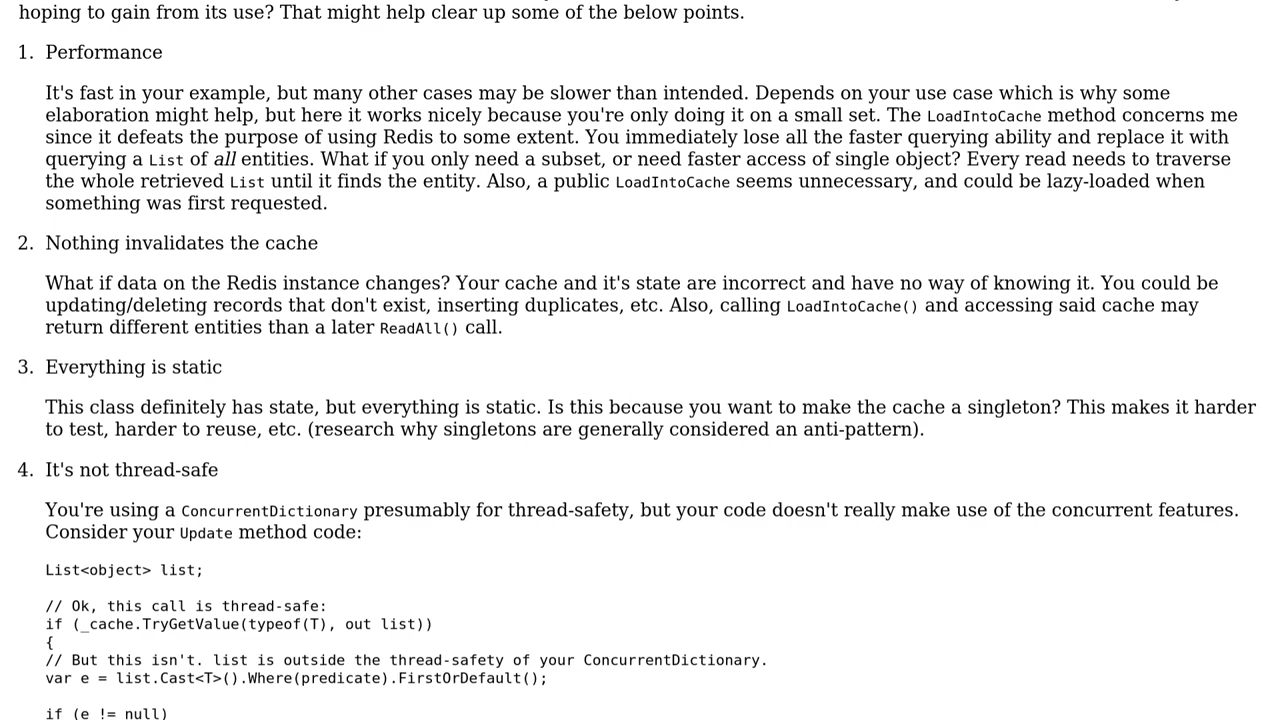 hoping to gain from its use? That might help clear up some of the below points.
1. Performance
It's fast in your example, but many other cases may be slower than intended. Depends on your use case which is why some
elaboration might help, but here it works nicely because you're only doing it on a small set. The LoadIntoCache method concerns me
since it defeats the purpose of using Redis to some extent. You immediately lose all the faster querying ability and replace it with
querying a List of all entities. What if you only need a subset, or need faster access of single object? Every read needs to traverse
the whole retrieved List until it finds the entity. Also, a public LoadIntoCache seems unnecessary, and could be lazy-loaded when
something was first requested.
2. Nothing invalidates the cache
What if data on the Redis instance changes? Your cache and it's state are incorrect and have no way of knowing it. You could be
updating/deleting records that don't exist, inserting duplicates, etc. Also, calling LoadIntoCache() and accessing said cache may
return different entities than a later ReadAll() call.
3. Everything is static
This class definitely has state, but everything is static. Is this because you want to make the cache a singleton? This makes it harder
to test, harder to reuse, etc. (research why singletons are generally considered an anti-pattern).
4. It's not thread-safe
You're using a ConcurrentDictionary presumably for thread-safety, but your code doesn't really make use of the concurrent features.
Consider your Update method code:
List<object> list;
// Ok, this call is thread-safe:
if (_cache.TryGetValue(typeof(T), out list))
{
// But this isn't. list is outside the thread-safety of your ConcurrentDictionary.
var e = list.Cast<T>().Where(predicate).FirstOrDefault();
if (e != null)